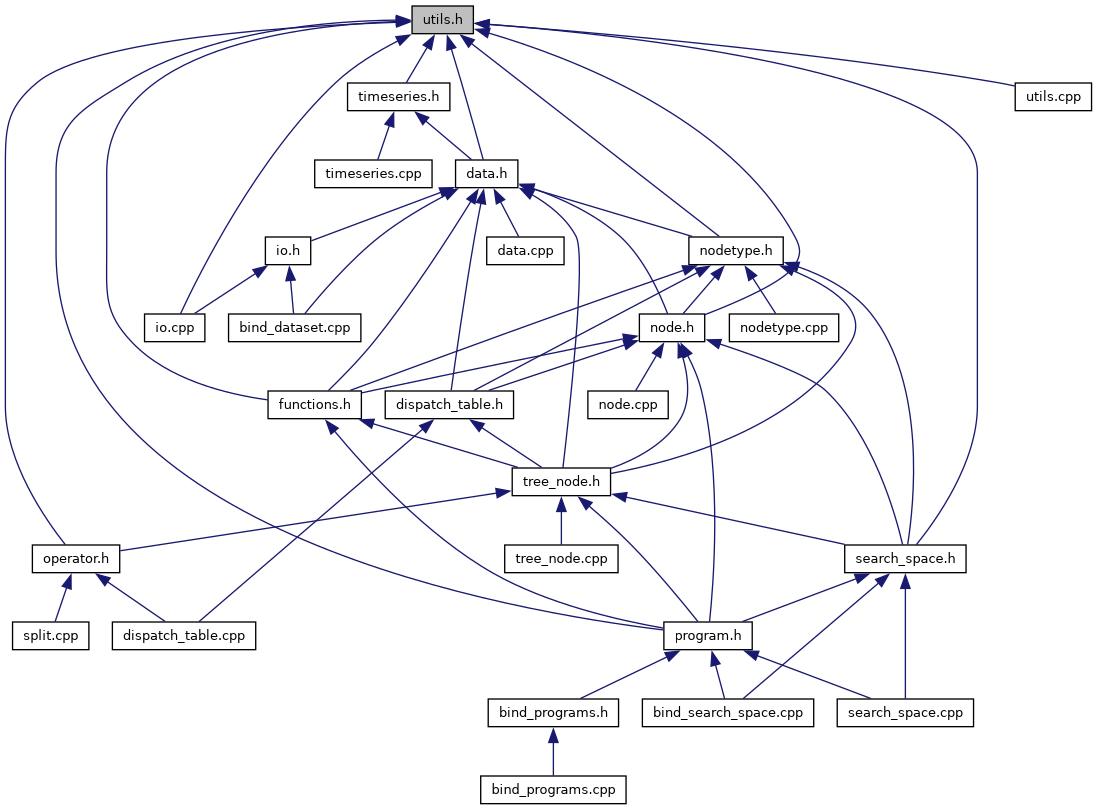 utils.h
timeseries.h
utils.cpp
timeseries.cpp
data.h
io.h
data.cpp
nodetype.h
io.cpp
bind_dataset.cpp
node.h
nodetype.cpp
functions.h
dispatch_table.h
node.cpp
tree_node.h
operator.h
tree_node.cpp
search_space.h
split.cpp
dispatch_table.cpp
program.h
bind_programs.h
bind_search_space.cpp
search_space.cpp
bind_programs.cpp